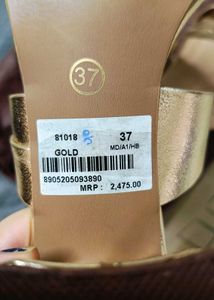 37
81018
37
GOLD
MD/A1/HB
8905205093890
MRP : 2,475.00